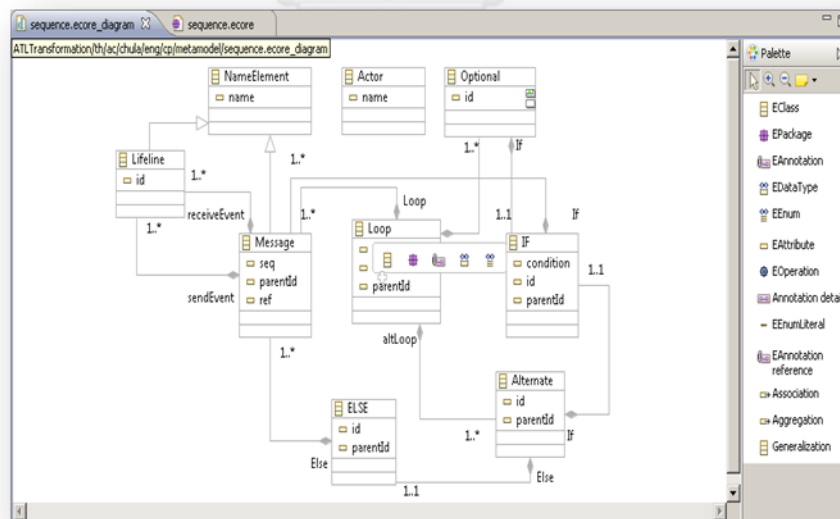 sequence.ecore_diagram
sequence.ecore
ATLTransformation/th/ac/chula/eng/cp/metamodel/sequence.ecore_diagram
NameElement
name
Actor
name
Optional
id
Lifeline
id
1..*
1..*
1..*
If
receiveEvent
1..*
1..*
Loop
1..1
If
Loop
parentId
Message
seq
parentId
ref
IF
condition
id
parentId
1..1
sendEvent
1..*
altLoop
Alternate
id
parentId
1..*
If
ELSE
id
parentId
Else
1..1
Else
Palette
EClass
EPackage
EAnnotation
EDataType
EEnum
EAttribute
EOperation
Annotation detai
EEnumLiteral
EAnnotation
reference
Association
Aggregation
Generalization